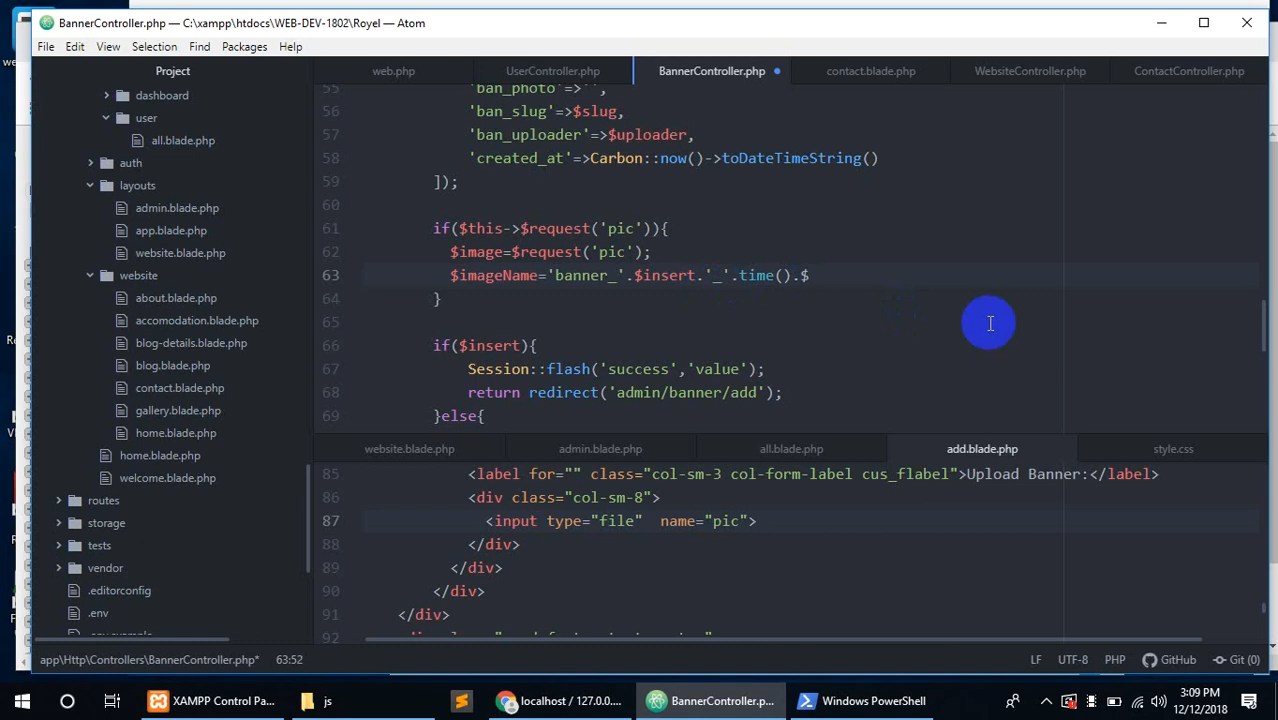 BannerController.php — C:\xampp\htdocs\WEB-DEV-1802\Royel — Atom
File Edit View Selection Find Packages Help
Project
dashboard
user
all.blade.php
auth
layouts
admin.blade.php
app.blade.php
website.blade.php
website
about.blade.php
accomodation.blade.php
blog-details.blade.php
blog.blade.php
contact.blade.php
gallery.blade.php
home.blade.php
home.blade.php
welcome.blade.php
routes
storage
tests
vendor
.editorconfig
.env
.env.example
web.php UserController.php BannerController.php contact.blade.php WebsiteController.php ContactController.php
55 'ban_photo'=>'',
56 'ban_slug'=>$slug,
57 'ban_uploader'=>$uploader,
58 'created_at'=>Carbon::now()->toDateTimeString()
59 ]);
60
61 if($this->$request('pic')){
62 $image=$request('pic');
63 $imageName='banner_'.$insert.'_'.time().$
64 }
65
66 if($insert){
67 Session::flash('success','value');
68 return redirect('admin/banner/add');
69 }else{
website.blade.php admin.blade.php all.blade.php add.blade.php style.css
85 <label for="" class="col-sm-3 col-form-label cus_flabel">Upload Banner:</label>
86 <div class="col-sm-8">
87 <input type="file" name="pic">
88 </div>
89 </div>
90 </div>
91 </div>
92
app\Http\Controllers\BannerController.php* 63:52 LF UTF-8 PHP GitHub Git (0)
XAMPP Control Pa... js localhost / 127.0.0.... BannerController.p... Windows PowerShell
3:09 PM
12/12/2018